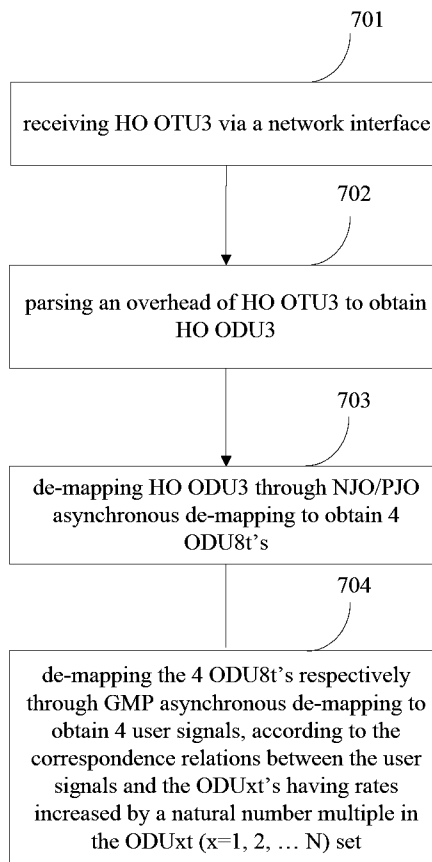 701
receiving HO OTU3 via a network interface
702
parsing an overhead of HO OTU3 to obtain
HO ODU3
703
de-mapping HO ODU3 through NJO/PJO
asynchronous de-mapping to obtain 4
ODU8t's
704
de-mapping the 4 ODU8t's respectively
through GMP asynchronous de-mapping to
obtain 4 user signals, according to the
correspondence relations between the user
signals and the ODUxt's having rates
increased by a natural number multiple in
the ODUxt (x=1, 2, … N) set